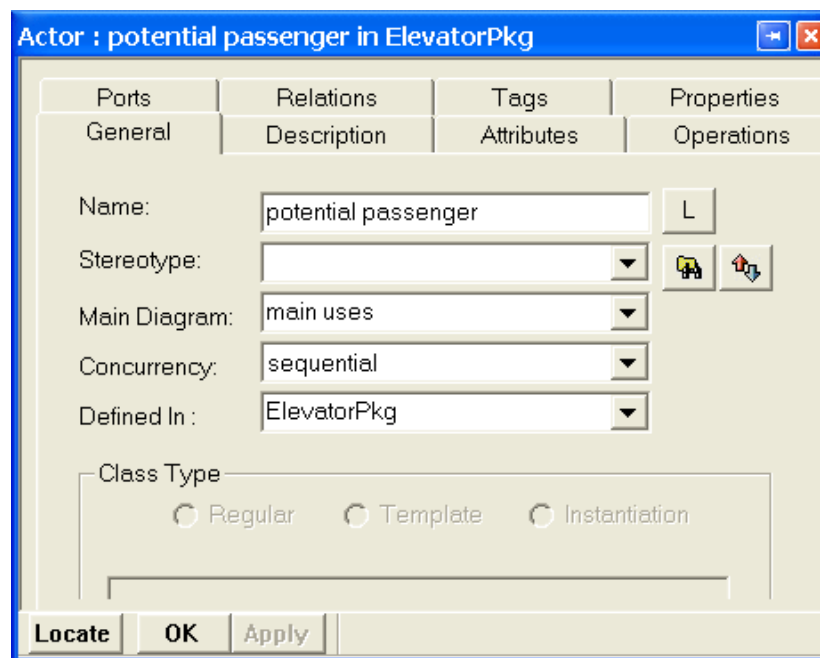 Actor : potential passenger in ElevatorPkg
Ports Relations Tags Properties
General Description Attributes Operations
Name: potential passenger L
Stereotype:
Main Diagram: main uses
Concurrency: sequential
Defined In : ElevatorPkg
Class Type
Regular Template Instantiation
Locate OK Apply